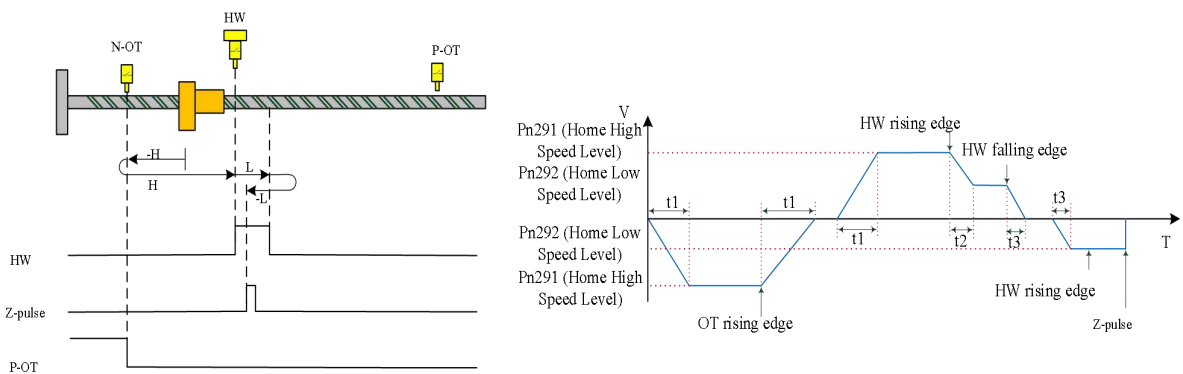 HW
N-OT
P-OT
-H
H
L
-L
HW
Z-pulse
P-OT
V
Pn291 (Home High
Speed Level)
Pn292 (Home Low
Speed Level)
Pn292 (Home Low
Speed Level)
Pn291 (Home High
Speed Level)
HW rising edge
HW falling edge
t1
t1
t1
t2
t3
t3
T
OT rising edge
HW rising edge
Z-pulse